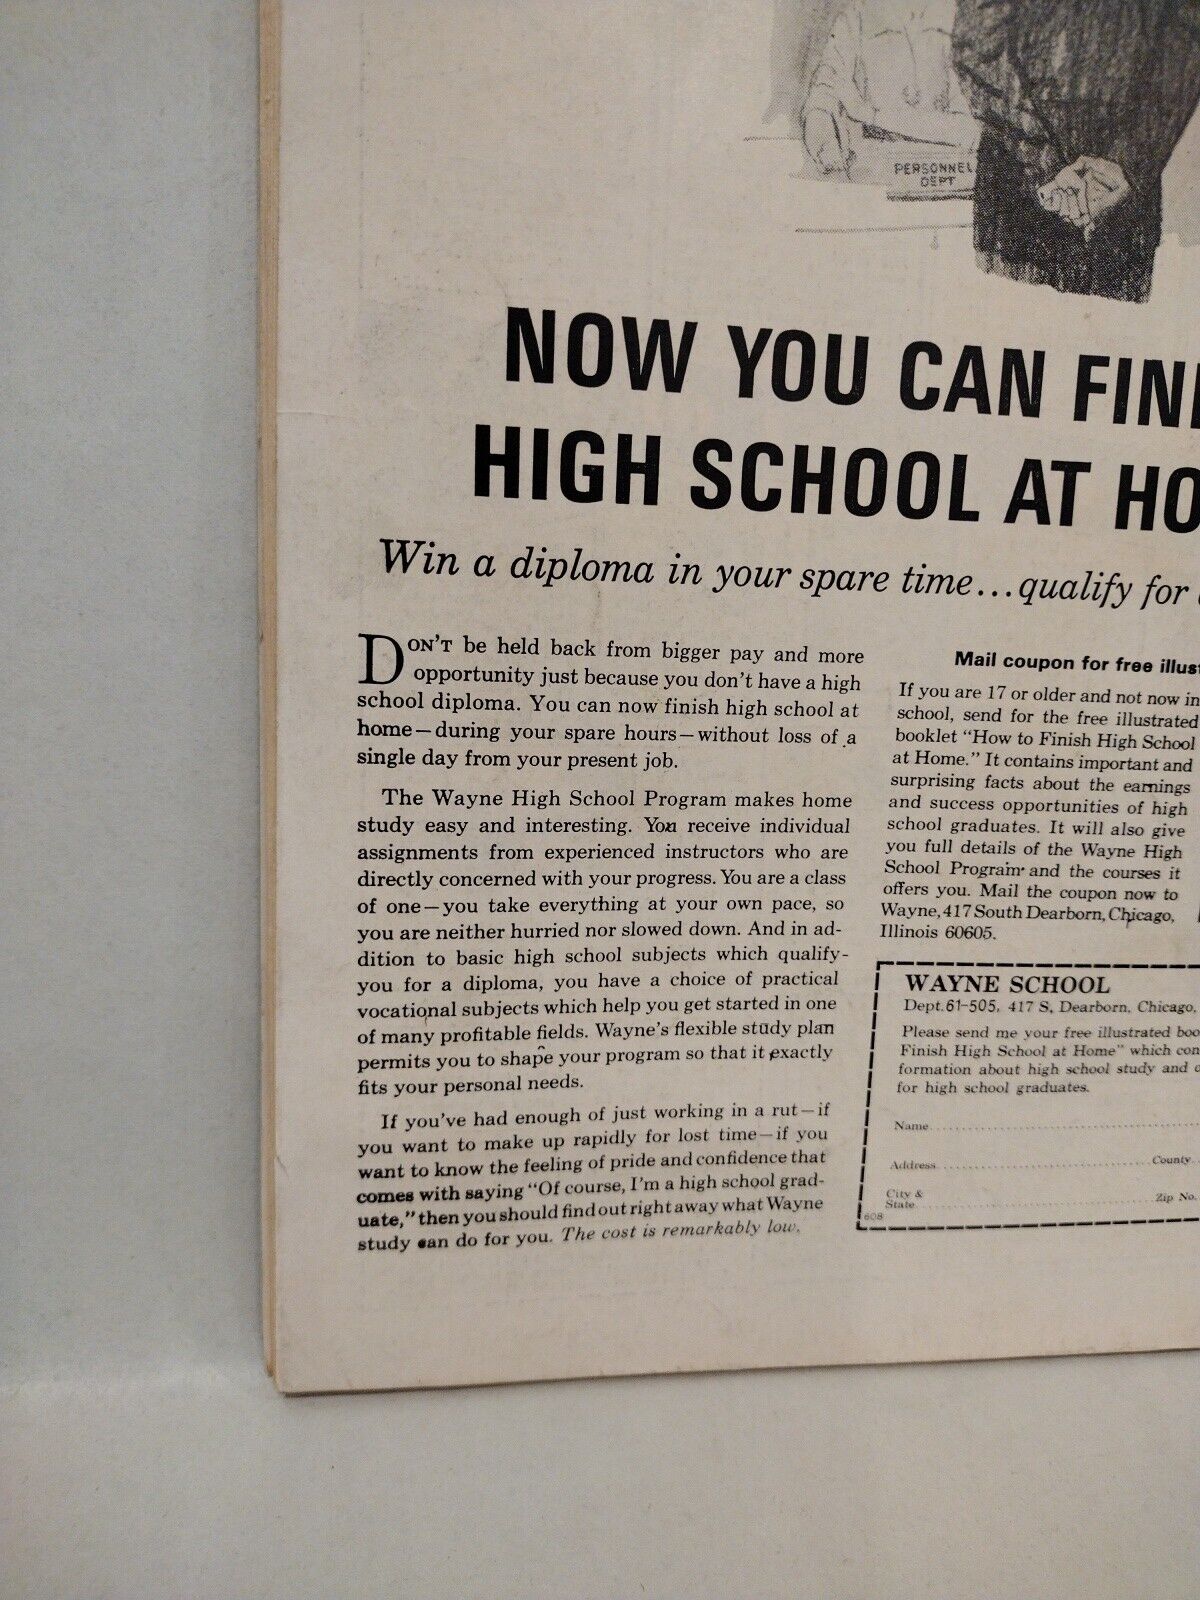 PERSONNEL
DEPT
NOW YOU CAN FINI
HIGH SCHOOL AT HO
Win a diploma in your spare time...qualify for
DON'T be held back from bigger pay and more
opportunity just because you don't have a high
school diploma. You can now finish high school at
home—during your spare hours—without loss of a
single day from your present job.
The Wayne High School Program makes home
study easy and interesting. You receive individual
assignments from experienced instructors who are
directly concerned with your progress. You are a class
of one—you take everything at your own pace, so
you are neither hurried nor slowed down. And in ad-
dition to basic high school subjects which qualify
you for a diploma, you have a choice of practical
vocational subjects which help you get started in one
of many profitable fields. Wayne's flexible study plan
permits you to shape your program so that it exactly
fits your personal needs.
If you've had enough of just working in a rut—if
you want to make up rapidly for lost time—if you
want to know the feeling of pride and confidence that
comes with saying "Of course, I'm a high school grad-
uate," then you should find out right away what Wayne
study can do for you. The cost is remarkably low.
Mail coupon for free illust
If you are 17 or older and not now in
school, send for the free illustrated
booklet "How to Finish High School
at Home." It contains important and
surprising facts about the earnings
and success opportunities of high
school graduates. It will also give
you full details of the Wayne High
School Program and the courses it
offers you. Mail the coupon now to
Wayne, 417 South Dearborn, Chicago,
Illinois 60605.
WAYNE SCHOOL
Dept. 61-505, 417 S. Dearborn, Chicago,
Please send me your free illustrated boo
Finish High School at Home" which con
formation about high school study and o
for high school graduates.
Name
Address County
City &
State Zip No.
608